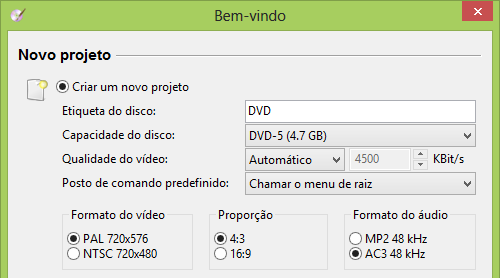 Bem-vindo
Novo projeto
Criar um novo projeto
Etiqueta do disco: DVD
Capacidade do disco: DVD-5 (4.7 GB)
Qualidade do vídeo: Automático 4500 KBit/s
Posto de comando predefinido: Chamar o menu de raiz
Formato do vídeo Proporção Formato do áudio
PAL 720x576 4:3 MP2 48 kHz
NTSC 720x480 16:9 AC3 48 kHz